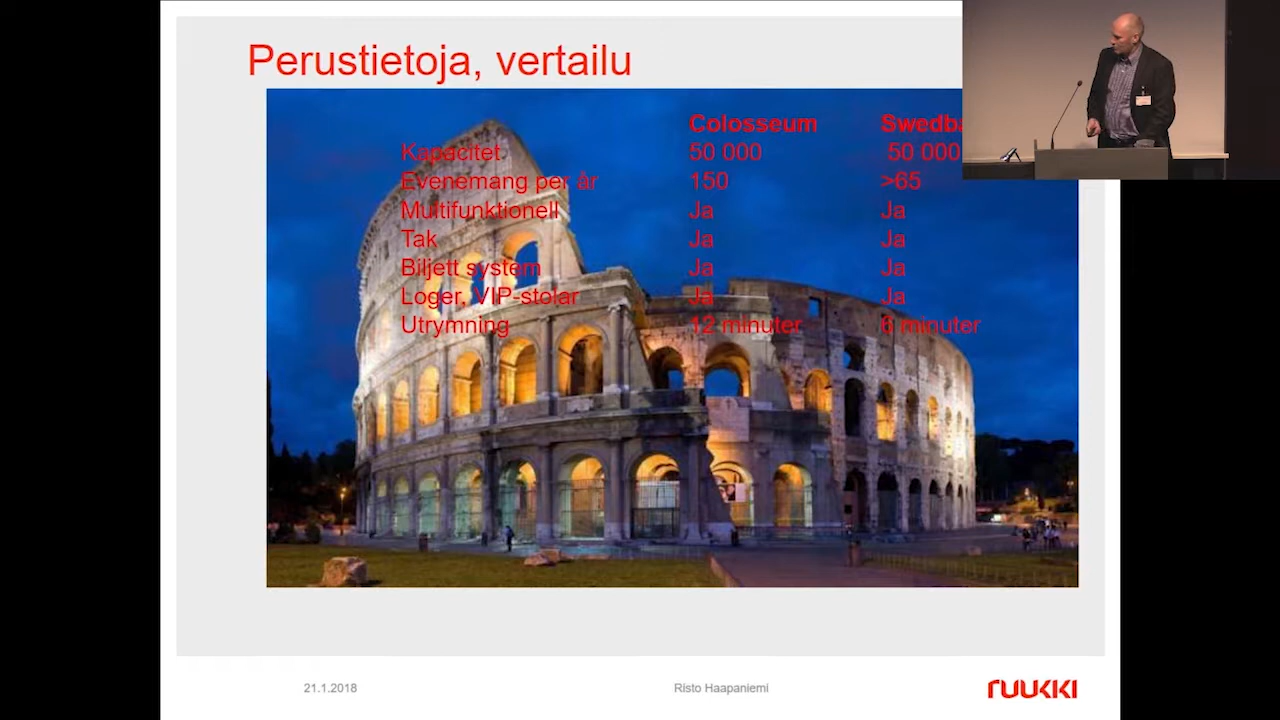 Perustietoja, vertailu
Colosseum
Kapacitet 50 000 50 000
Evenemang per år 150 >65
Multifunktionell Ja Ja
Tak Ja Ja
Biljett system Ja Ja
Loger, VIP-stolar Ja Ja
Utrymning 12 minuter 6 minuter
21.1.2018 Risto Haapaniemi RUUKKI